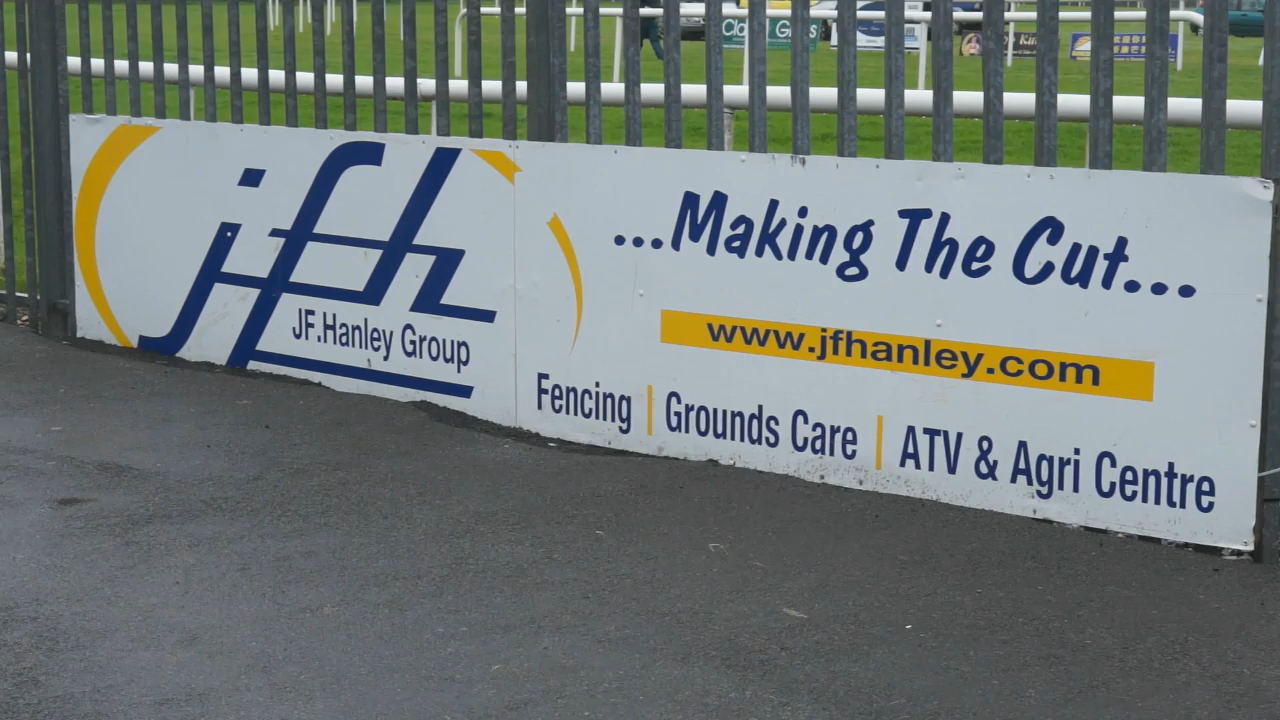 jfh
JF.Hanley Group
...Making The Cut...
www.jfhanley.com
Fencing | Grounds Care | ATV & Agri Centre